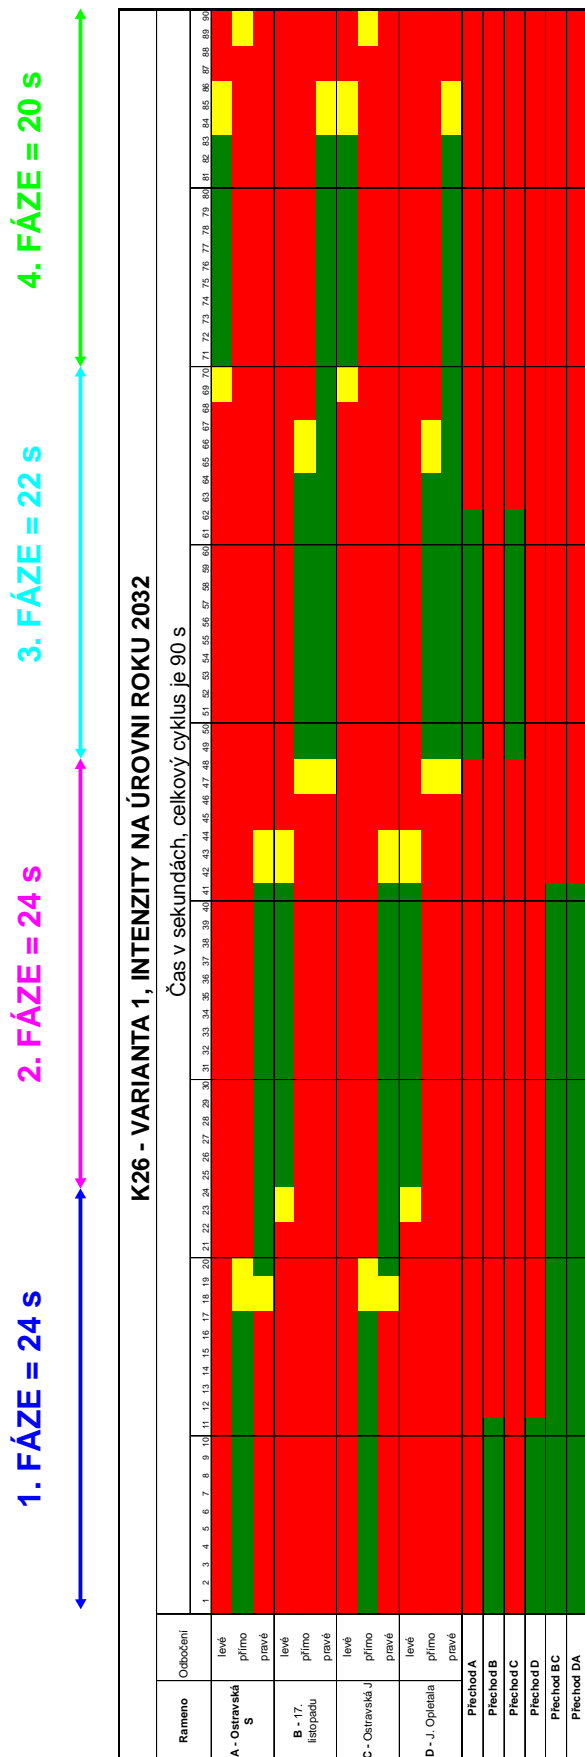 1. FÁZE = 24 s
2. FÁZE = 24 s
3. FÁZE = 22 s
4. FÁZE = 20 s
K26 - VARIANTA 1, INTENZITY NA ÚROVNI ROKU 2032
Čas v sekundách, celkový cyklus je 90 s
Rameno Odbočení 1 2 3 4 5 6 7 8 9 10 11 12 13 14 15 16 17 18 19 20 21 22 23 24 25 26 27 28 29 30 31 32 33 34 35 36 37 38 39 40 41 42 43 44 45 46 47 48 49 50 51 52 53 54 55 56 57 58 59 60 61 62 63 64 65 66 67 68 69 70 71 72 73 74 75 76 77 78 79 80 81 82 83 84 85 86 87 88 89 90
A - Ostravská
S
levé
přímo
pravé
B - 17.
listopadu
levé
přímo
pravé
C - Ostravská J
levé
přímo
pravé
D - J. Opletala
levé
přímo
pravé
Přechod A
Přechod B
Přechod C
Přechod D
Přechod BC
Přechod DA